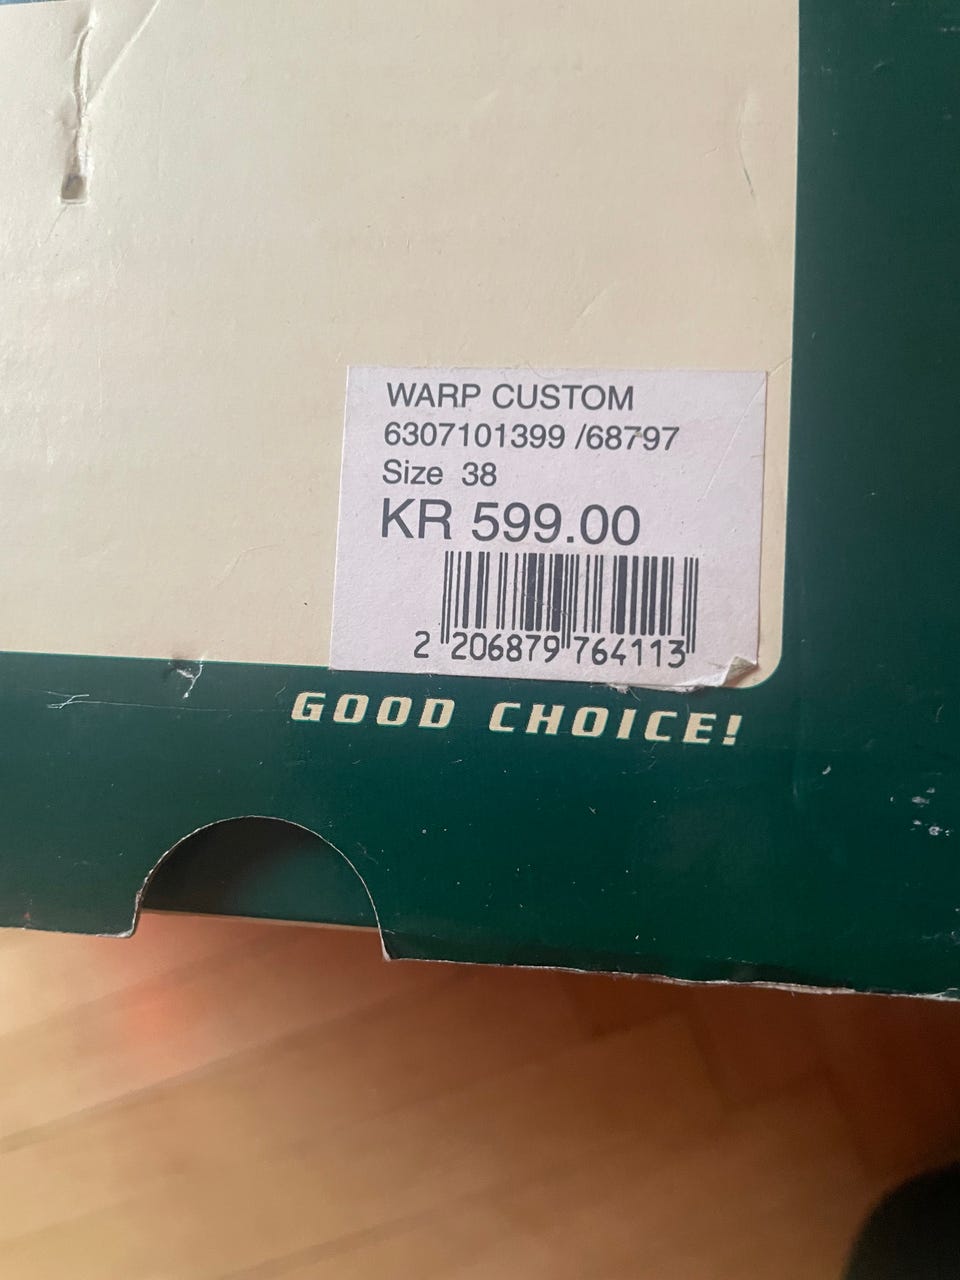 WARP CUSTOM
6307101399 /68797
Size 38
KR 599.00
2 206879 764113
GOOD CHOICE!